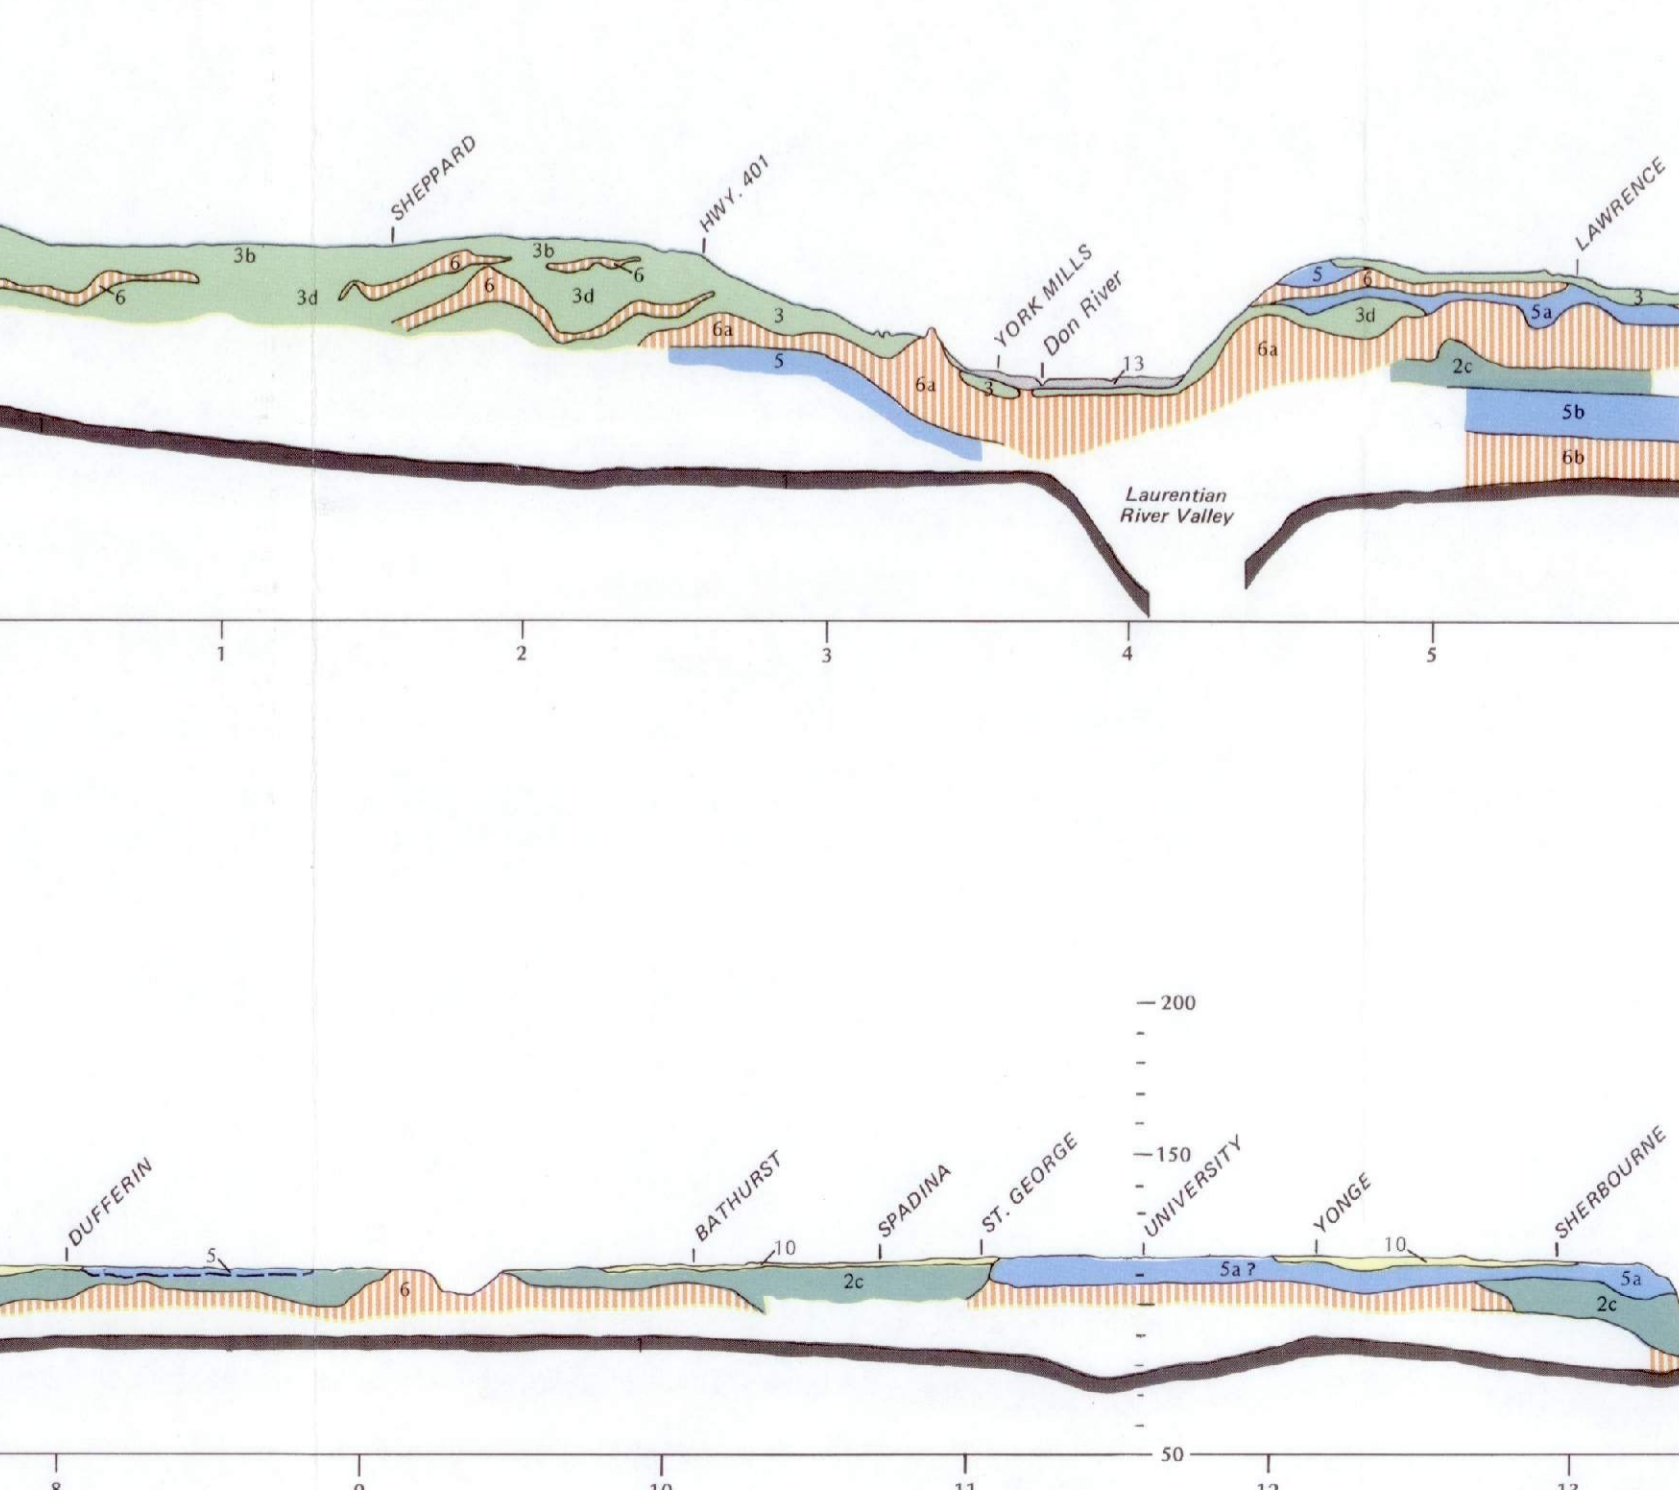 SHEPPARD
HWY. 401
YORK MILLS
Don River
LAWRENCE
3b
3b
6
6
5
6
6
6
3d
3d
3
3
6a
5
6a
3
13
6a
3d
5a
2c
5b
6b
Laurentian
River Valley
1
2
3
4
5
200
150
DUFFERIN
BATHURST
SPADINA
ST. GEORGE
UNIVERSITY
YONGE
SHERBOURNE
5
10
10
6
2c
5a ?
5a
2c
50
8
9
10
11
12
13